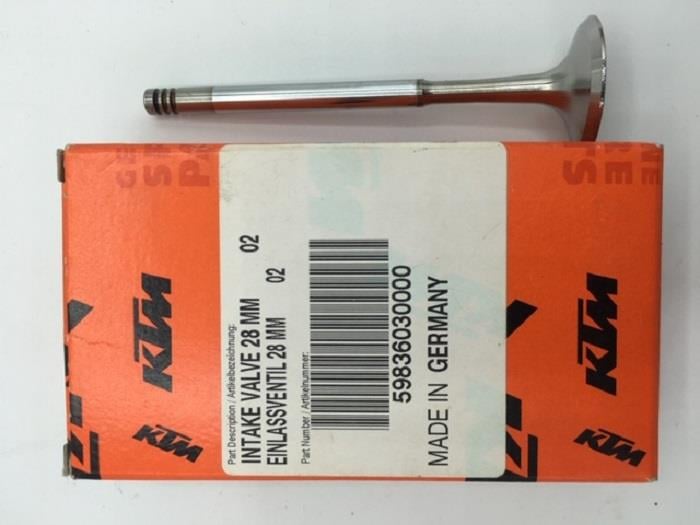 Part Description / Artikelbezeichnung:
INTAKE VALVE 28 MM 02
EINLASSVENTIL 28 MM 02
Part Number / Artikelnummer:
59836030000
MADE IN GERMANY
KTM
KTM
KTM
KTM